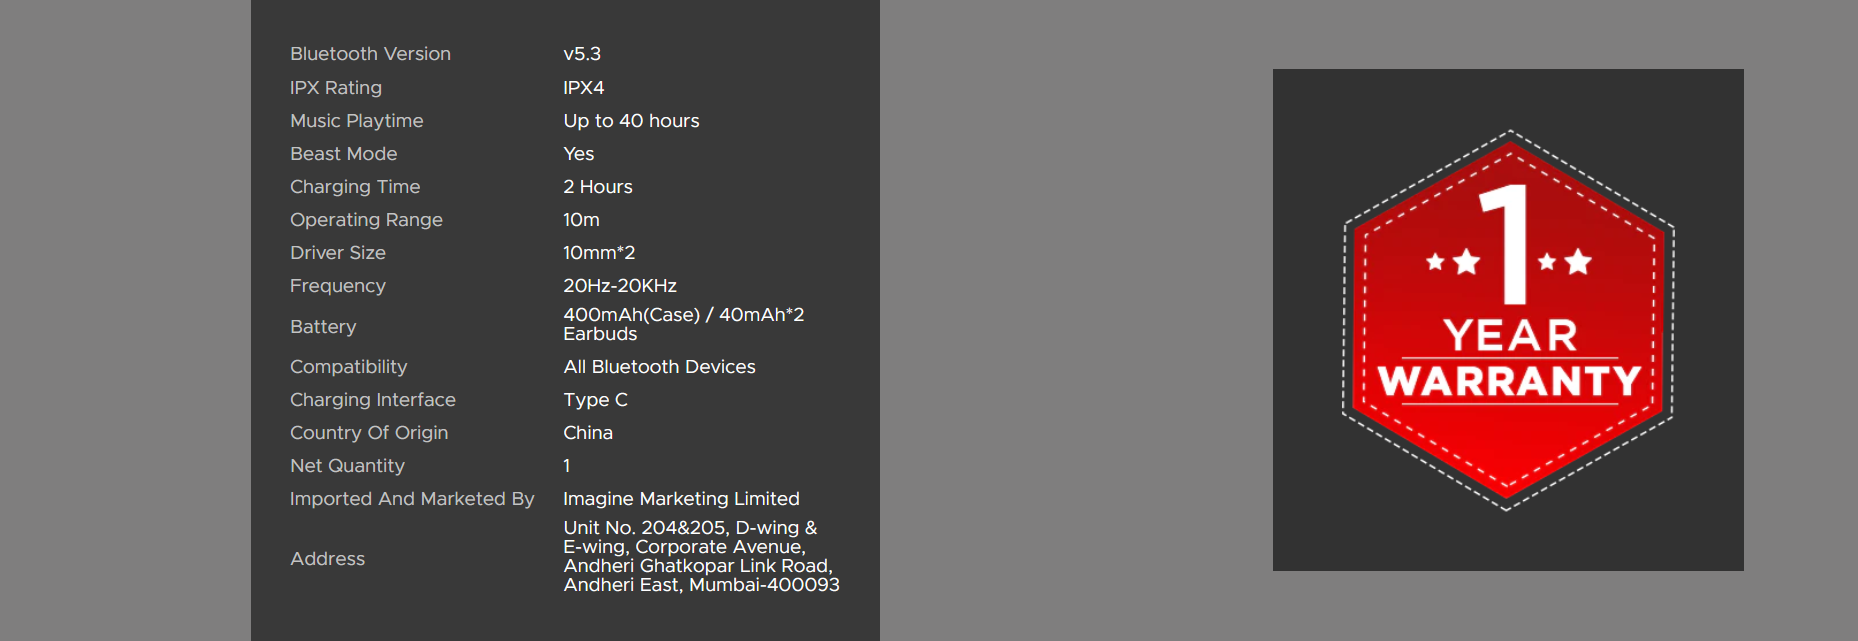 Bluetooth Version v5.3
IPX Rating IPX4
Music Playtime Up to 40 hours
Beast Mode Yes
Charging Time 2 Hours
Operating Range 10m
Driver Size 10mm*2
Frequency 20Hz-20KHz
Battery 400mAh(Case) / 40mAh*2
Earbuds
Compatibility All Bluetooth Devices
Charging Interface Type C
Country Of Origin China
Net Quantity 1
Imported And Marketed By Imagine Marketing Limited
Address Unit No. 204&205, D-wing &
E-wing, Corporate Avenue,
Andheri Ghatkopar Link Road,
Andheri East, Mumbai-400093
1
YEAR
WARRANTY